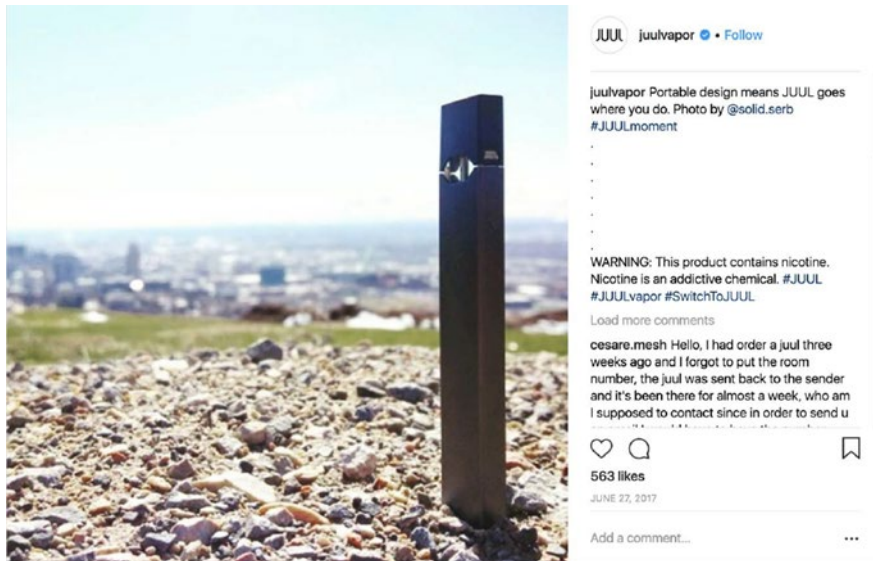 JUUL juulvapor • Follow
juulvapor Portable design means JUUL goes
where you do. Photo by @solid.serb
#JUULmoment
.
.
.
.
.
.
.
WARNING: This product contains nicotine.
Nicotine is an addictive chemical. #JUUL
#JUULvapor #SwitchToJUUL
Load more comments
cesare.mesh Hello, I had order a juul three
weeks ago and I forgot to put the room
number, the juul was sent back to the sender
and it's been there for almost a week, who am
I supposed to contact since in order to send u
563 likes
JUNE 27, 2017
Add a comment...